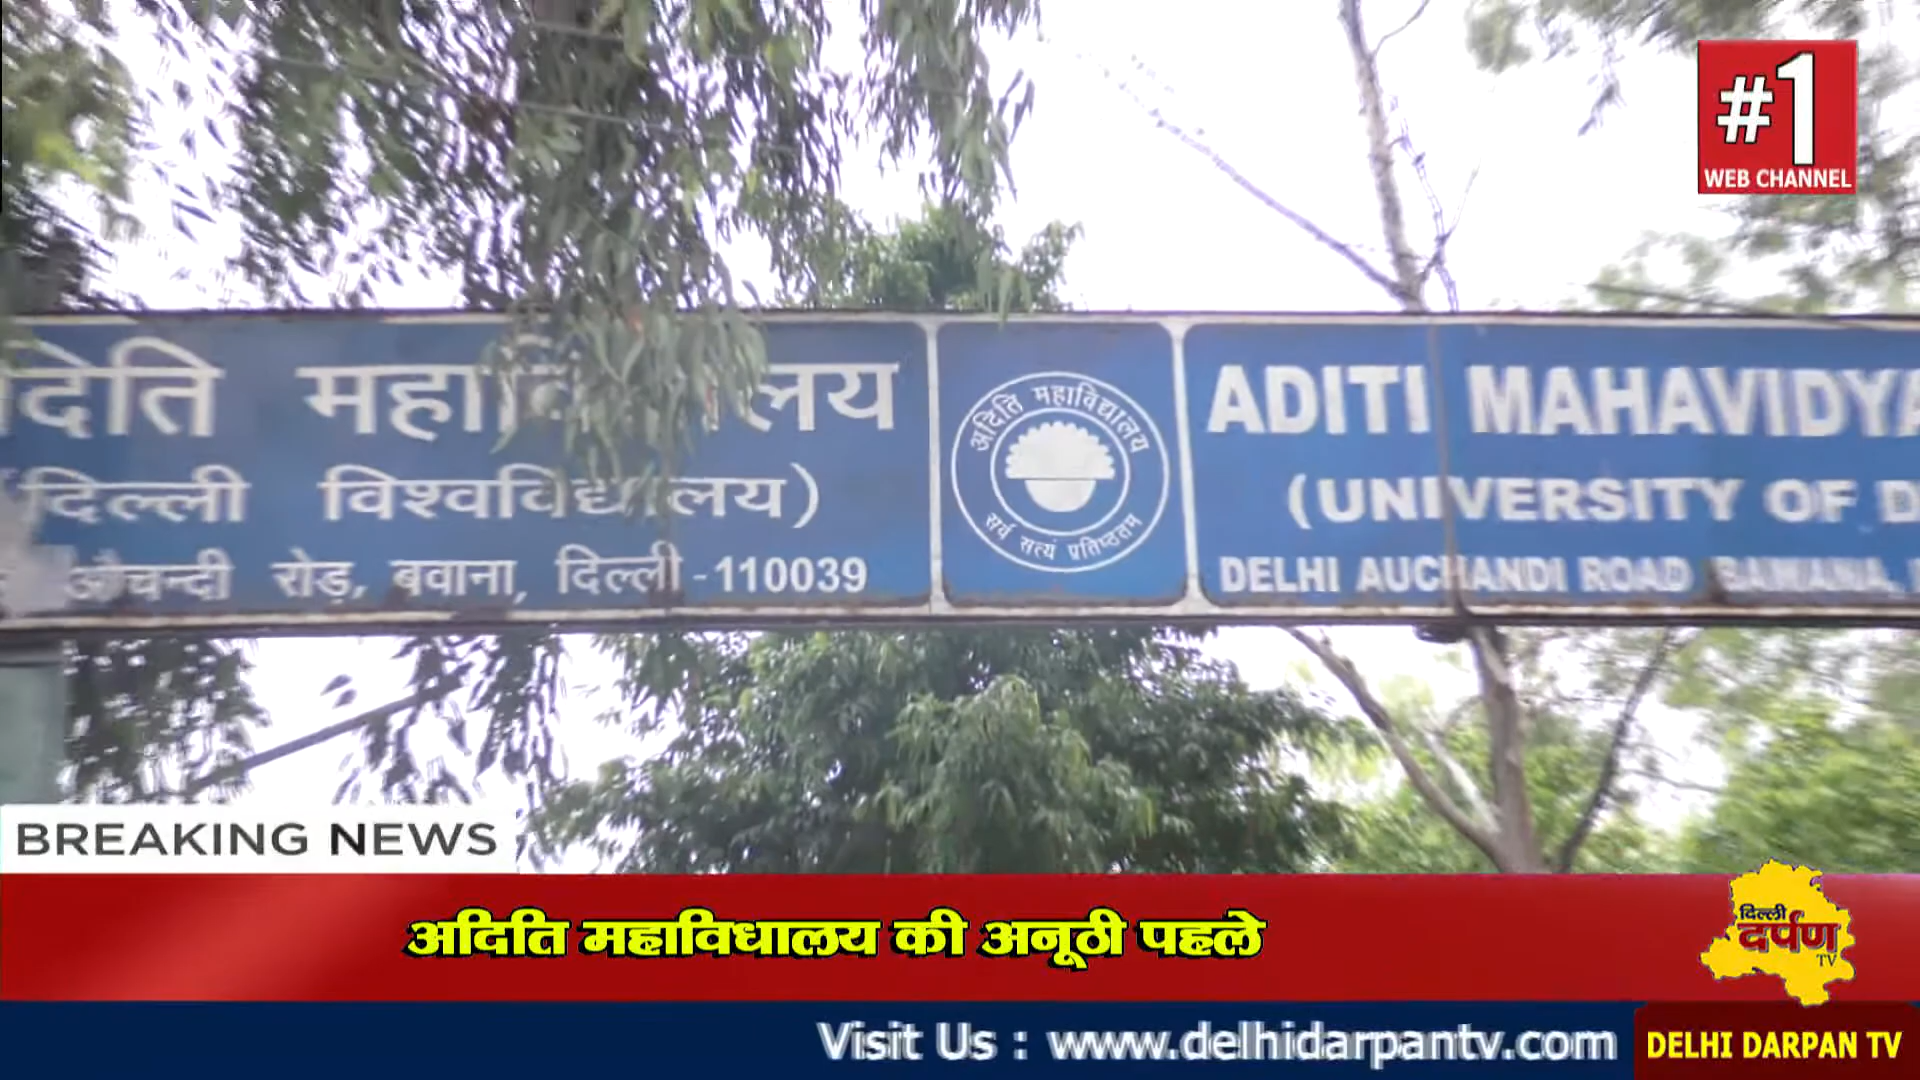 #1
WEB CHANNEL
दिति महावि लय
(दिल्ली विश्वविद्यालय)
औचन्दी रोड़, बवाना, दिल्ली -110039
अदिति महाविद्यालय
सर्व सत्यं प्रतिष्ठतम
ADITI MAHAVIDYA
(UNIVERSITY OF D
DELHI AUCHANDI ROAD BAWANA,
BREAKING NEWS
अदिति महाविधालय की अनूठी पहले
दिल्ली
दर्पण
TV
Visit Us : www.delhidarpantv.com
DELHI DARPAN TV